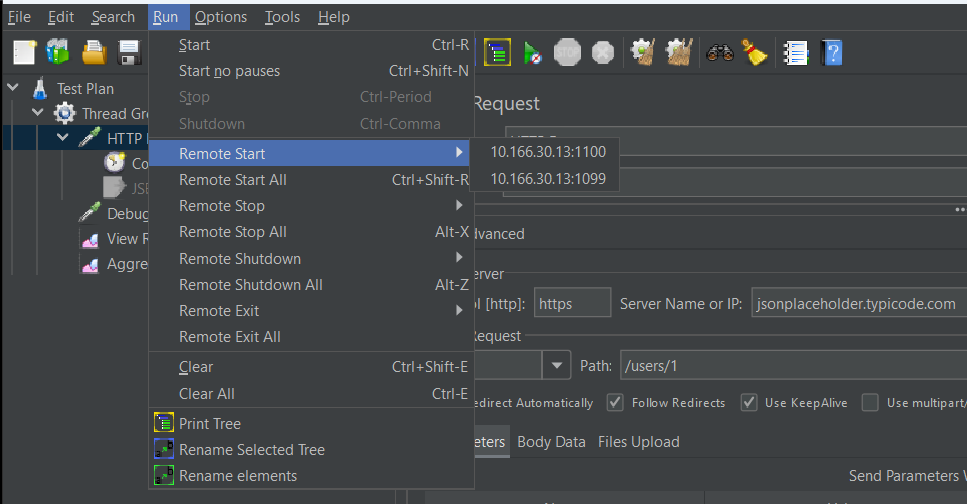 File Edit Search Run Options Tools Help
Start Ctrl-R
Start no pauses Ctrl+Shift-N
Stop Ctrl-Period
Shutdown Ctrl-Comma
Remote Start
Remote Start All Ctrl+Shift-R
Remote Stop
Remote Stop All Alt-X
Remote Shutdown
Remote Shutdown All Alt-Z
Remote Exit
Remote Exit All
Clear Ctrl+Shift-E
Clear All Ctrl-E
Print Tree
Rename Selected Tree
Rename elements
10.166.30.13:1100
10.166.30.13:1099
STOP
Test Plan
Thread Gro
HTTP
Co
JSE
Debug
View R
Aggre
Request
dvanced
erver
ol [http]: https Server Name or IP: jsonplaceholder.typicode.com
Request
Path: /users/1
edirect Automatically Follow Redirects Use KeepAlive Use multipart/
eters Body Data Files Upload
Send Parameters W